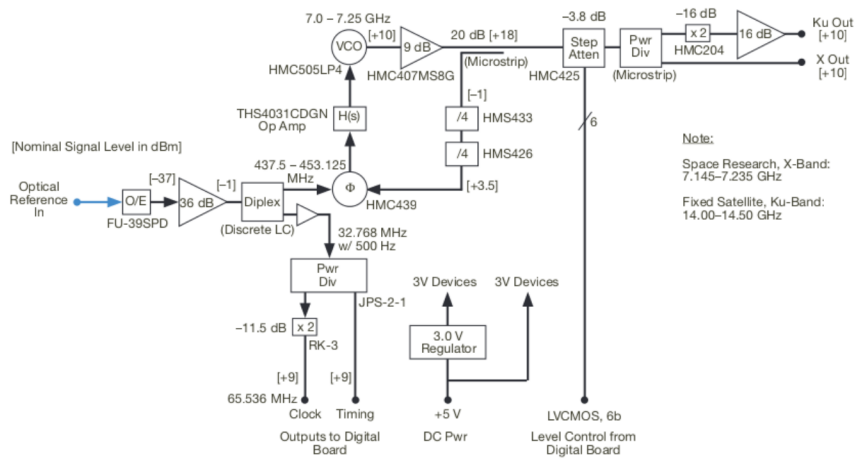 7.0 – 7.25 GHz
[+10]
VCO
HMC505LP4
9 dB
HMC407MS8G
20 dB [+18]
(Microstrip)
–3.8 dB
Step
Atten
HMC425
Pwr
Div
(Microstrip)
–16 dB
x 2
HMC204
16 dB
Ku Out
[+10]
X Out
[+10]
THS4031CDGN
Op Amp
H(s)
[–1]
/4
HMS433
/4
HMS426
[+3.5]
6
[Nominal Signal Level in dBm]
437.5 – 453.125
MHz
Φ
HMC439
Optical
Reference
In
[–37]
O/E
FU-39SPD
36 dB
[–1]
Diplex
(Discrete LC)
32.768 MHz
w/ 500 Hz
Note:
Space Research, X-Band:
7.145–7.235 GHz
Fixed Satellite, Ku-Band:
14.00–14.50 GHz
Pwr
Div
JPS-2-1
–11.5 dB
x 2
RK-3
[+9]
[+9]
65.536 MHz
Clock
Timing
Outputs to Digital
Board
3V Devices
3V Devices
3.0 V
Regulator
+5 V
DC Pwr
LVCMOS, 6b
Level Control from
Digital Board